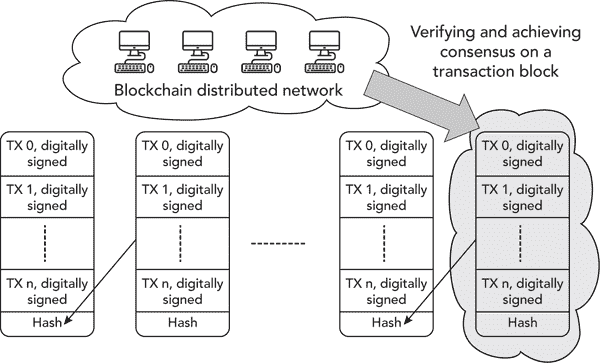 Blockchain distributed network
Verifying and achieving
consensus on a
transaction block
TX 0, digitally
signed
TX 1, digitally
signed
TX n, digitally
signed
Hash
TX 0, digitally
signed
TX 1, digitally
signed
TX n, digitally
signed
Hash
TX 0, digitally
signed
TX 1, digitally
signed
TX n, digitally
signed
Hash
TX 0, digitally
signed
TX 1, digitally
signed
TX n, digitally
signed
Hash